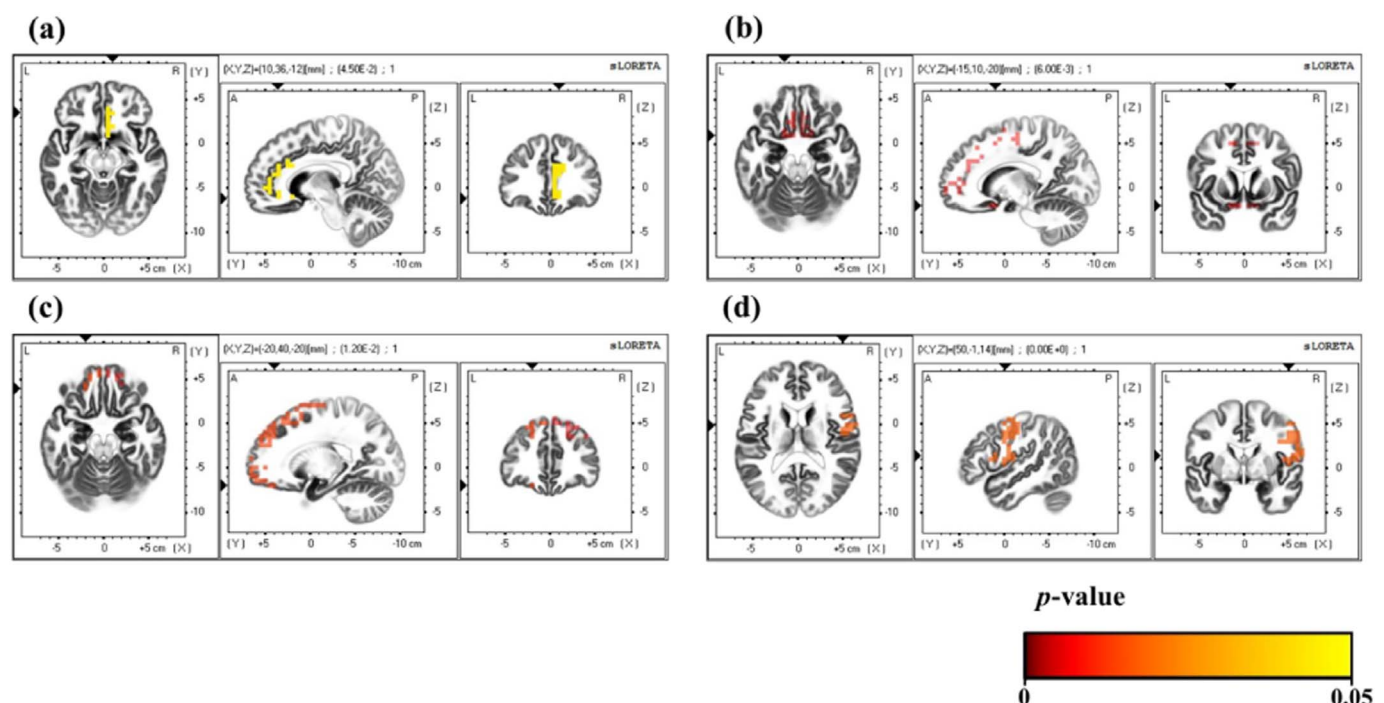 (a)
(X,Y,Z)=(10,36,-12)[mm] ; (4.50E-2) ; 1 sLORETA
L R (Y) A P (Z) L R (Z)
+5 0 -5 -10
+5 0 -5
+5 0 -5
-5 0 +5 cm (X) (Y) +5 0 -5 -10 cm -5 0 +5 cm (X)
(b)
(X,Y,Z)=(-15,10,-20)[mm] ; (6.00E-3) ; 1 sLORETA
L R (Y) A P (Z) L R (Z)
+5 0 -5 -10
+5 0 -5
+5 0 -5
-5 0 +5 cm (X) (Y) +5 0 -5 -10 cm -5 0 +5 cm (X)
(c)
(X,Y,Z)=(-20,40,-20)[mm] ; (1.20E-2) ; 1 sLORETA
L R (Y) A P (Z) L R (Z)
+5 0 -5 -10
+5 0 -5
+5 0 -5
-5 0 +5 cm (X) (Y) +5 0 -5 -10 cm -5 0 +5 cm (X)
(d)
(X,Y,Z)=(50,-1,14)[mm] ; (0.00E+0) ; 1 sLORETA
L R (Y) A P (Z) L R (Z)
+5 0 -5 -10
+5 0 -5
+5 0 -5
-5 0 +5 cm (X) (Y) +5 0 -5 -10 cm -5 0 +5 cm (X)
p-value
0 0.05